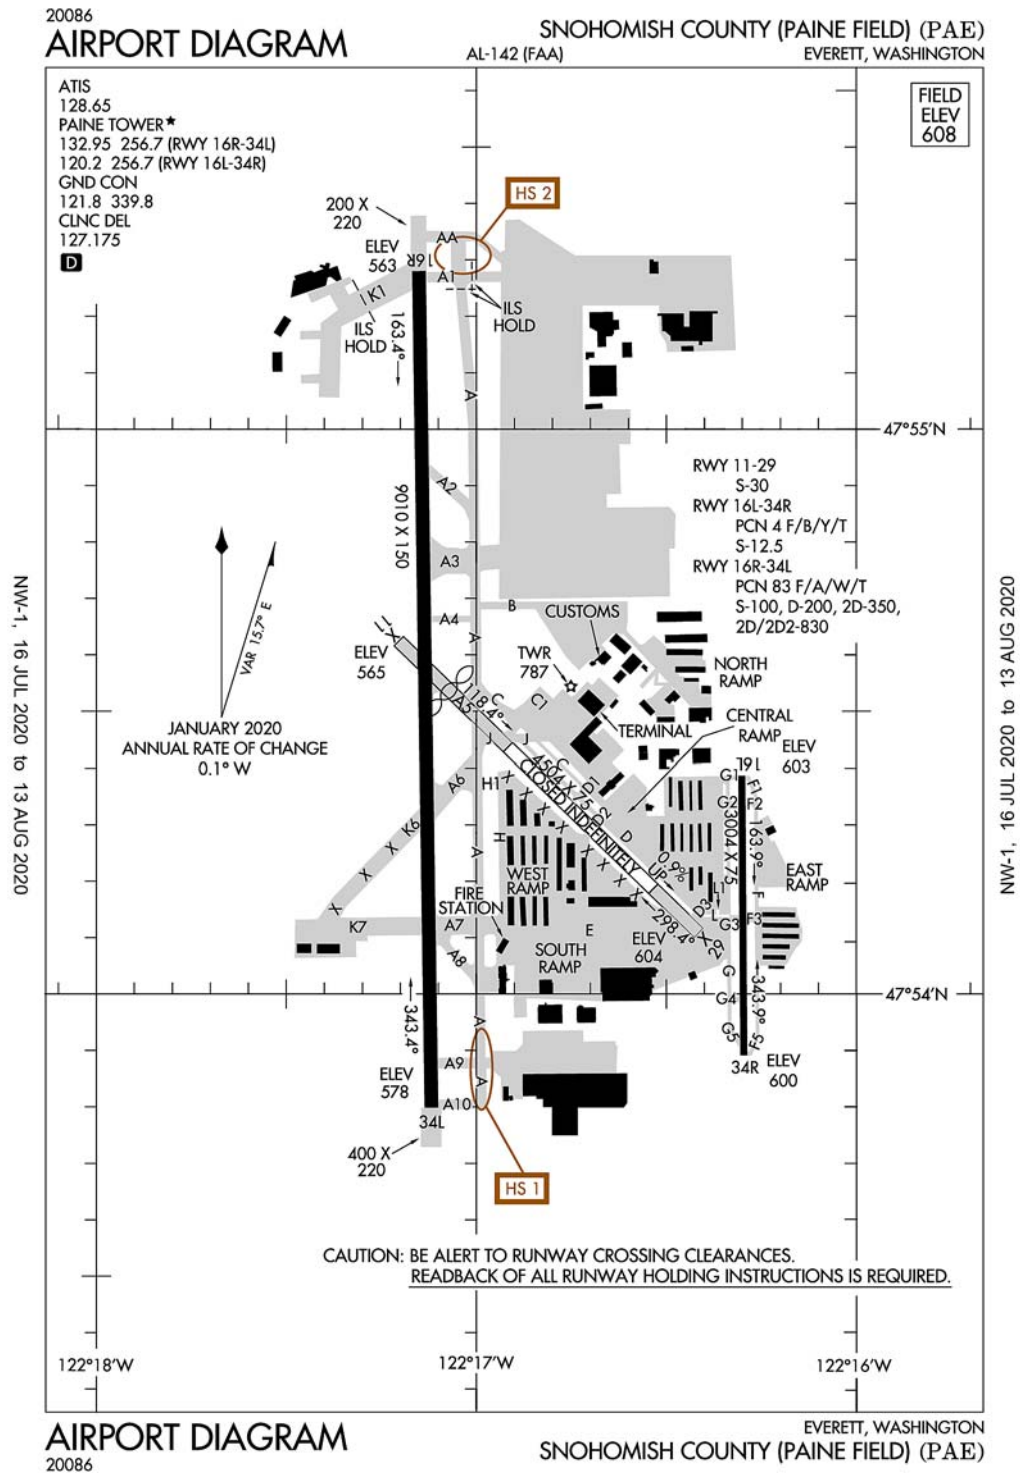 20086
AIRPORT DIAGRAM
AL-142 (FAA)
SNOHOMISH COUNTY (PAINE FIELD) (PAE)
EVERETT, WASHINGTON
ATIS
128.65
PAINE TOWER★
132.95 256.7 (RWY 16R-34L)
120.2 256.7 (RWY 16L-34R)
GND CON
121.8 339.8
CLNC DEL
127.175
D
FIELD
ELEV
608
HS 2
200 X
220
AA
ELEV
563
16R
A1
K1
ILS
HOLD
ILS
HOLD
163.4°
A
47°55'N
RWY 11-29
S-30
RWY 16L-34R
PCN 4 F/B/Y/T
S-12.5
RWY 16R-34L
PCN 83 F/A/W/T
S-100, D-200, 2D-350,
2D/2D2-830
A2
9010 X 150
A3
VAR 15.7° E
JANUARY 2020
ANNUAL RATE OF CHANGE
0.1° W
NW-1, 16 JUL 2020 to 13 AUG 2020
NW-1, 16 JUL 2020 to 13 AUG 2020
B
CUSTOMS
A4
A
11
X
ELEV
565
TWR
787
NORTH
RAMP
A5
118.4°
C
C1
TERMINAL
CENTRAL
RAMP
ELEV
603
16L
J
J
C
4504 X 75
CLOSED INDEFINITELY
D1
D2
D
G1
F1
G2
F2
3004 X 75
163.9°
A6
H1
H
K6
X
X
X
A
X
X
X
X
X
X
X
X
X
0.9%
UP
WEST
RAMP
EAST
RAMP
FIRE
STATION
L1
L
D3
F
G3
F3
K7
A7
A8
E
298.4°
X
29
ELEV
604
SOUTH
RAMP
G
G4
343.9°
47°54'N
G5
F5
34R
ELEV
600
343.4°
A
A9
A
ELEV
578
A10
34L
400 X
220
HS 1
CAUTION: BE ALERT TO RUNWAY CROSSING CLEARANCES.
READBACK OF ALL RUNWAY HOLDING INSTRUCTIONS IS REQUIRED.
122°18'W
122°17'W
122°16'W
AIRPORT DIAGRAM
20086
EVERETT, WASHINGTON
SNOHOMISH COUNTY (PAINE FIELD) (PAE)